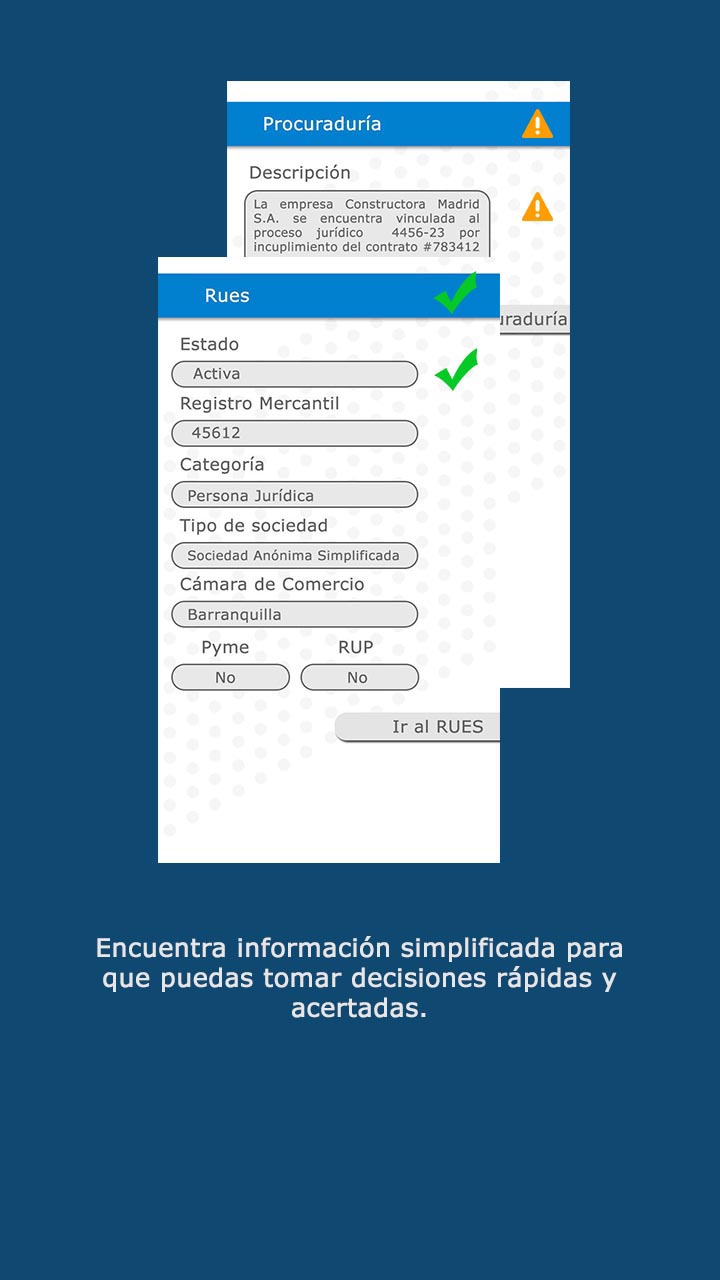 Procuraduría
Descripción
La empresa Constructora Madrid
S.A. se encuentra vinculada al
proceso jurídico 4456-23 por
incuplimiento del contrato #783412
uraduría
Rues
Estado
Activa
Registro Mercantil
45612
Categoría
Persona Jurídica
Tipo de sociedad
Sociedad Anónima Simplificada
Cámara de Comercio
Barranquilla
Pyme RUP
No No
Ir al RUES
Encuentra información simplificada para
que puedas tomar decisiones rápidas y
acertadas.